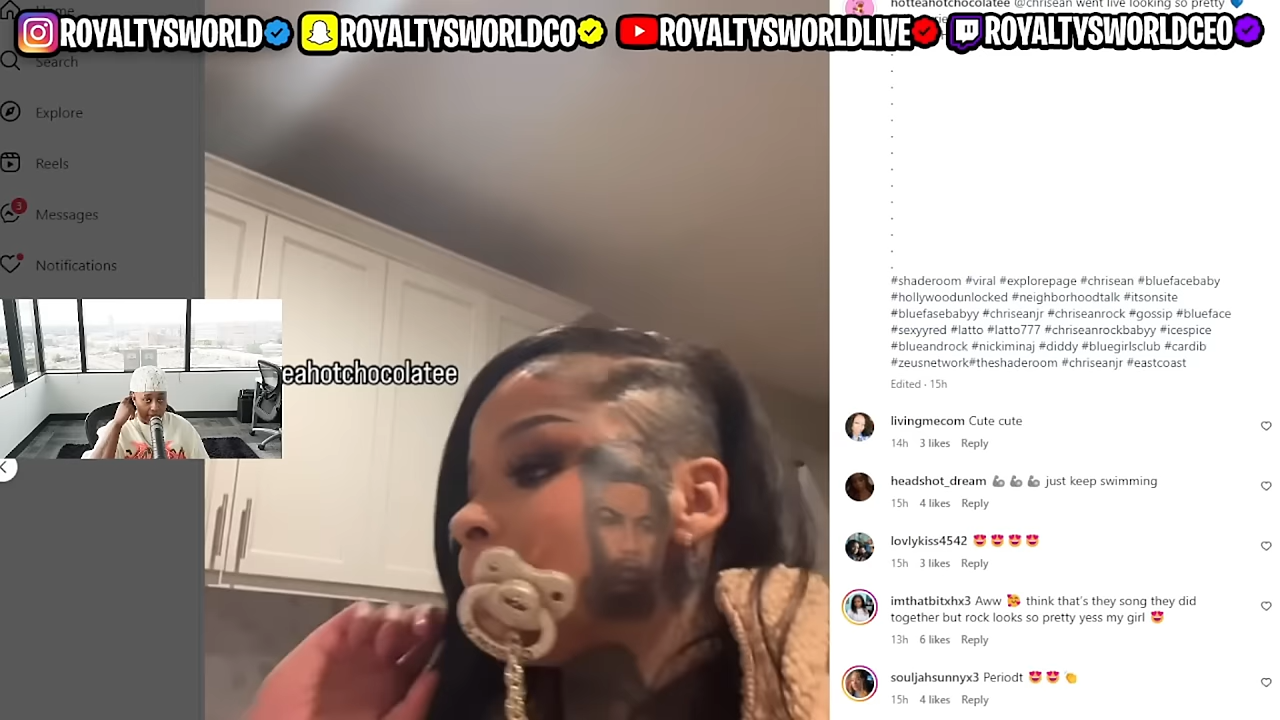 Home
hotteahotchocolatee @chrisean went live looking so pretty 💙
ROYALTYSWORLD ROYALTYSWORLDCO ROYALTYSWORLDLIVE ROYALTYSWORLDCEO
Search
Explore
Reels
3
Messages
Notifications
eahotchocolatee
.
.
.
.
.
.
.
.
.
.
.
.
.
#shaderoom #viral #explorepage #chrisean #bluefacebaby
#hollywoodunlocked #neighborhoodtalk #itsonsite
#bluefasebabyy #chriseanjr #chriseanrock #gossip #blueface
#sexyyred #latto #latto777 #chriseanrockbabyy #icespice
#blueandrock #nickiminaj #diddy #bluegirlsclub #cardib
#zeusnetwork#theshaderoom #chriseanjr #eastcoast
Edited · 15h
livingmecom Cute cute
14h 3 likes Reply
headshot_dream 💪💪💪 just keep swimming
15h 4 likes Reply
lovlykiss4542 😍😍😍😍
15h 3 likes Reply
imthatbitxhx3 Aww 🥰 think that's they song they did
together but rock looks so pretty yess my girl 😍
13h 6 likes Reply
souljahsunnyx3 Periodt 😍😍👏
15h 4 likes Reply